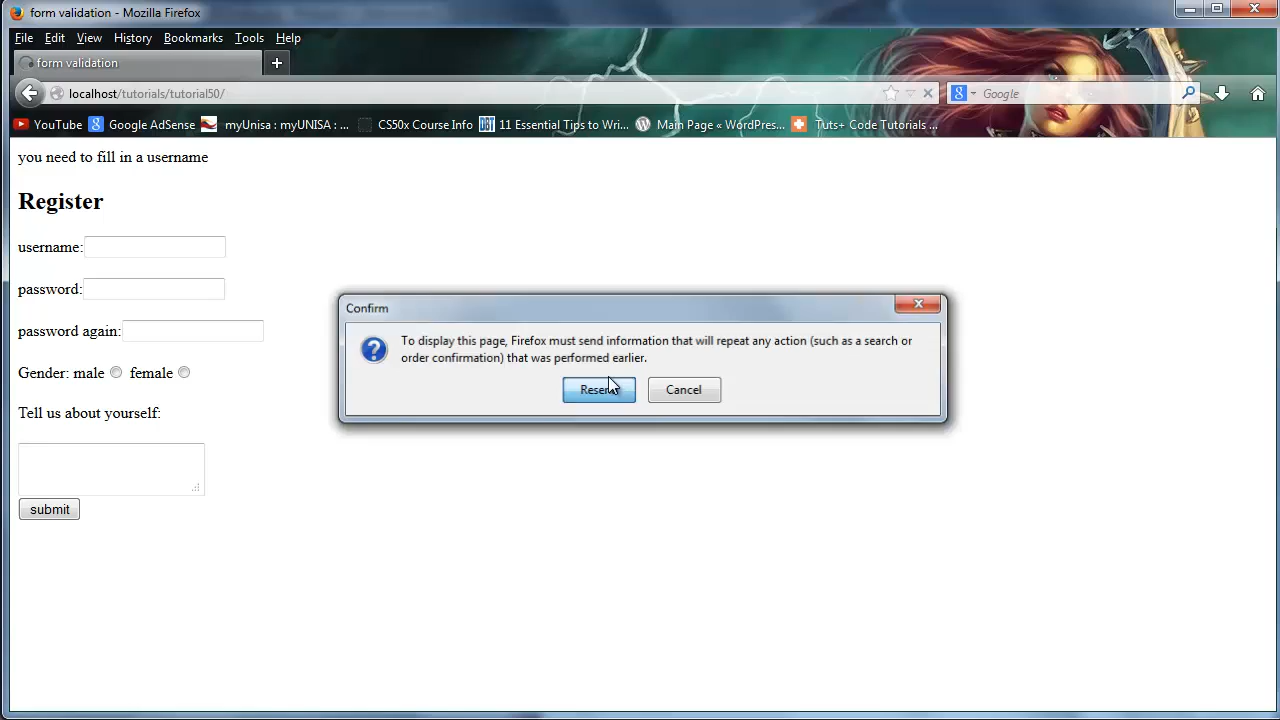 form validation - Mozilla Firefox
File Edit View History Bookmarks Tools Help
form validation
localhost/tutorials/tutorial50/
Google
YouTube Google AdSense myUnisa : myUNISA : ... CS50x Course Info DBT 11 Essential Tips to Wri... Main Page « WordPres... Tuts+ Code Tutorials ...
you need to fill in a username
Register
username:
password:
password again:
Gender: male female
Tell us about yourself:
submit
Confirm
To display this page, Firefox must send information that will repeat any action (such as a search or
order confirmation) that was performed earlier.
Cancel